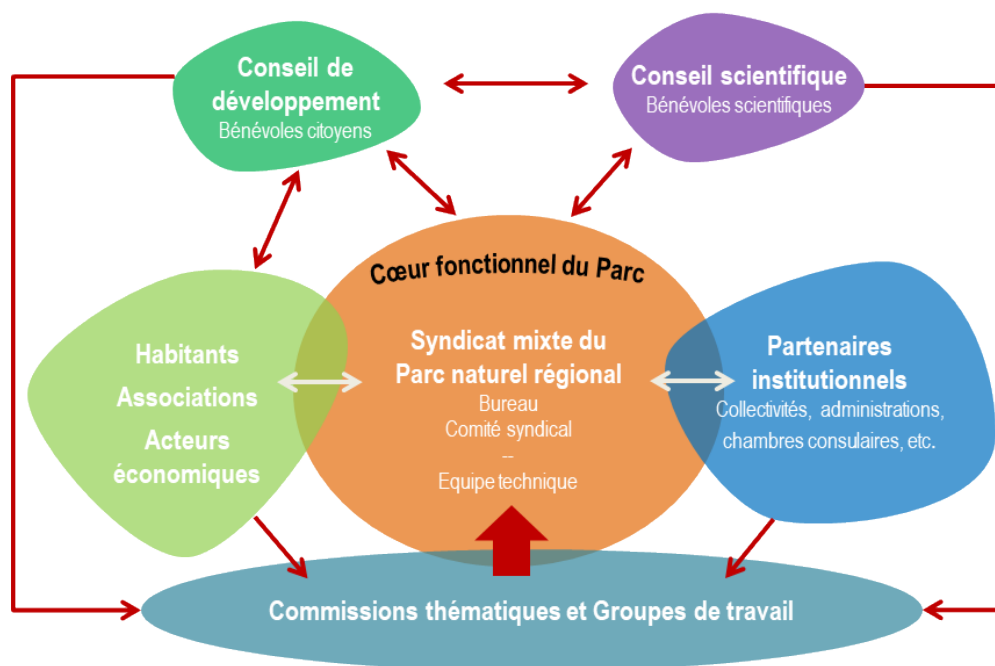 Conseil de
développement
Bénévoles citoyens
Conseil scientifique
Bénévoles scientifiques
Cœur fonctionnel du Parc
Habitants
Associations
Acteurs
économiques
Syndicat mixte du
Parc naturel régional
Bureau
Comité syndical
--
Equipe technique
Partenaires
institutionnels
Collectivités, administrations,
chambres consulaires, etc.
Commissions thématiques et Groupes de travail